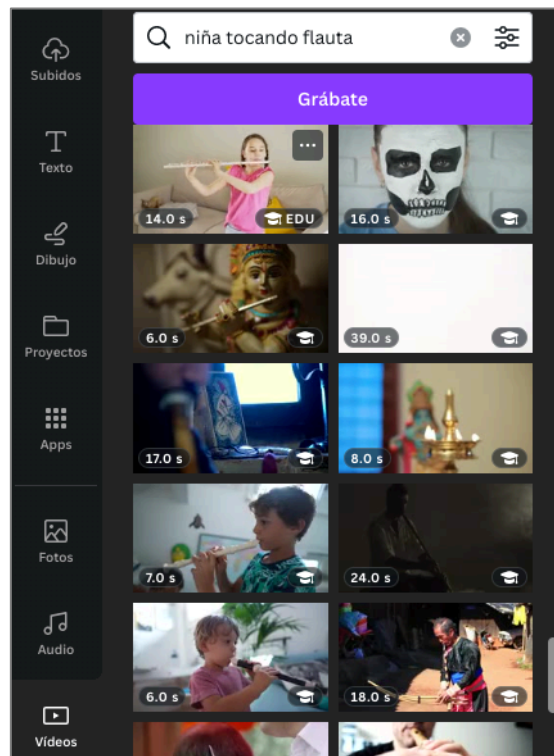 niña tocando flauta
Grábate
Subidos
Texto
Dibujo
Proyectos
Apps
Fotos
Audio
Vídeos
14.0 s
EDU
16.0 s
6.0 s
39.0 s
17.0 s
8.0 s
7.0 s
24.0 s
6.0 s
18.0 s